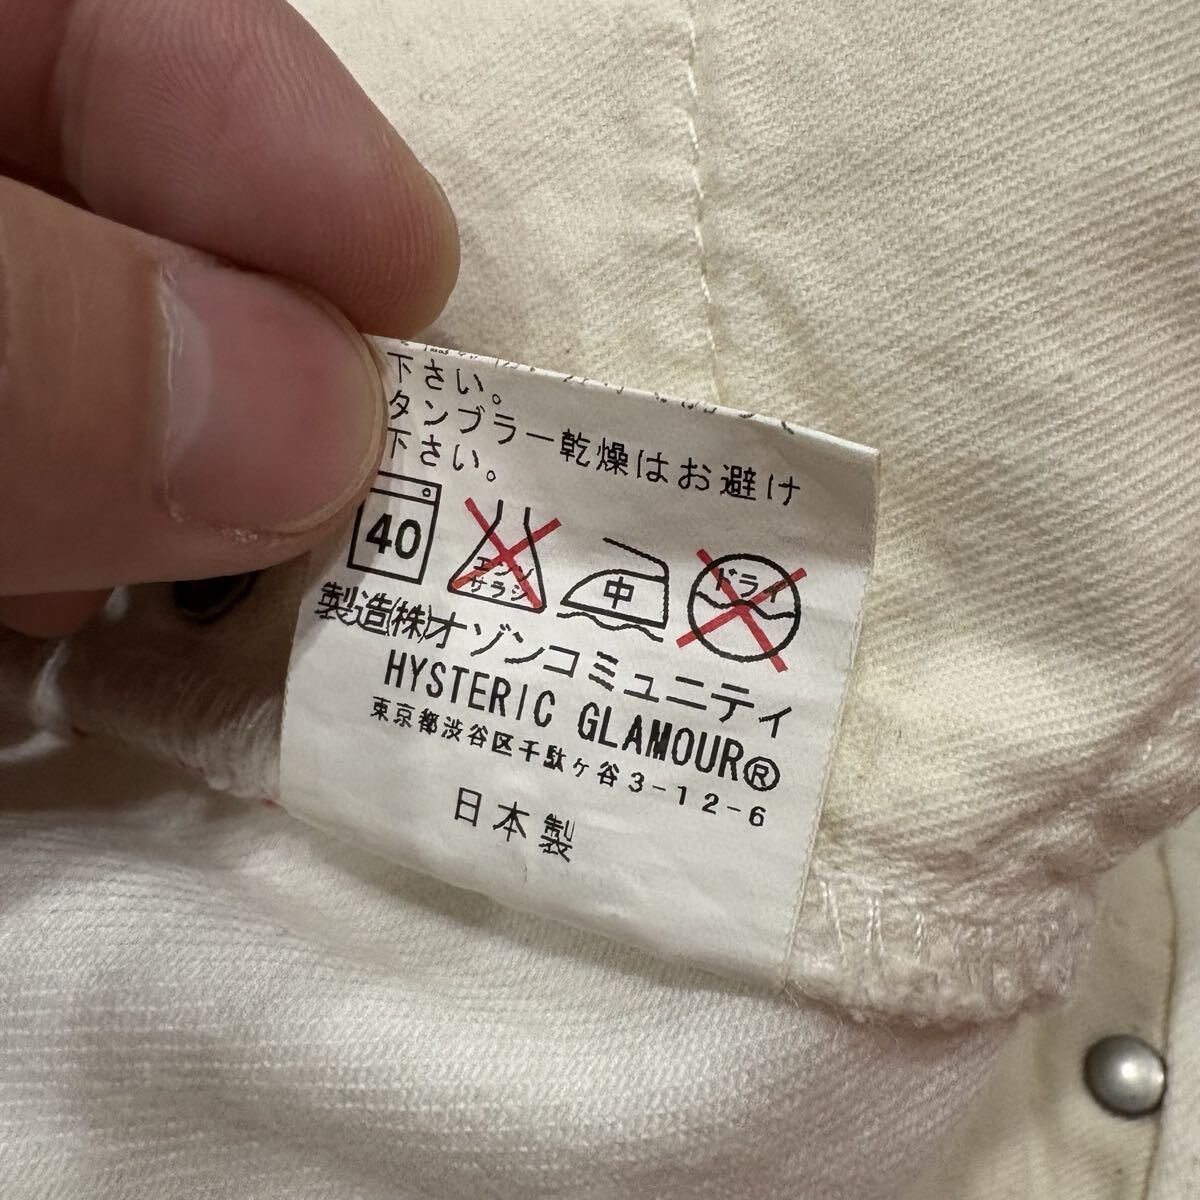 下さい。
タンブラー乾燥はお避け
下さい。
40 エンソサラシ 中 ドライ
製造(株)オゾンコミュニティ
HYSTERIC GLAMOUR®
東京都渋谷区千駄ヶ谷3-12-6
日本製